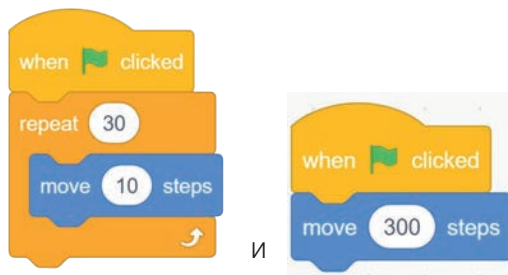 when clicked
repeat 30
move 10 steps
И
when clicked
move 300 steps